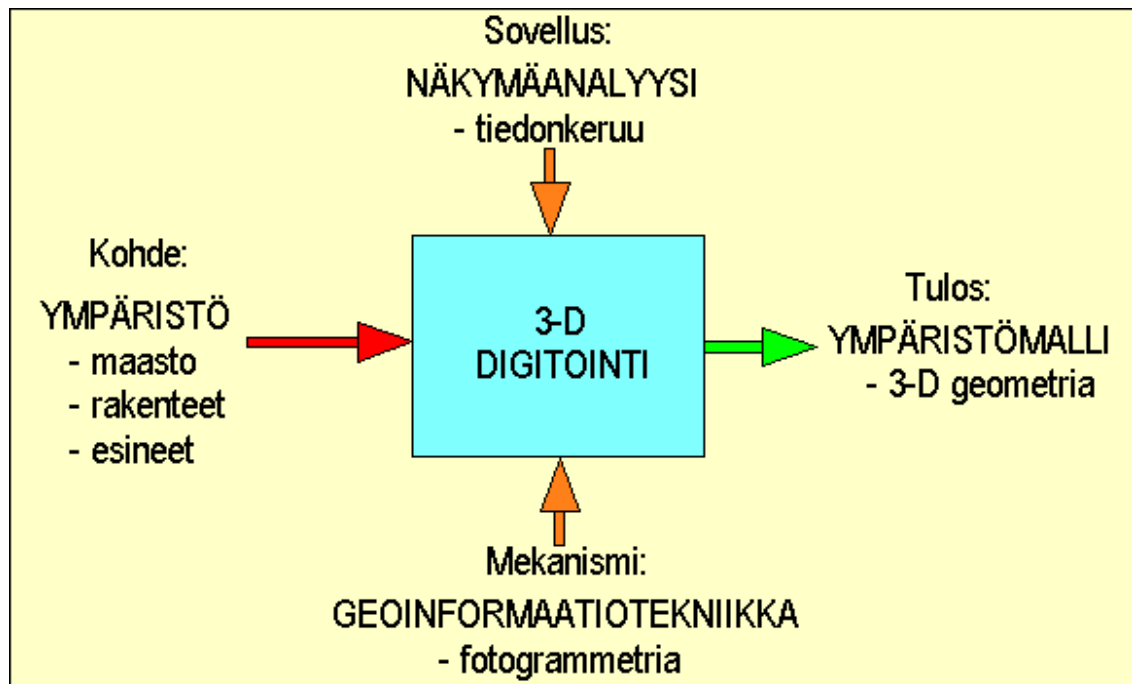 Sovellus:
NÄKYMÄANALYYSI
- tiedonkeruu
Kohde:
YMPÄRISTÖ
- maasto
- rakenteet
- esineet
3-D
DIGITOINTI
Tulos:
YMPÄRISTÖMALLI
- 3-D geometria
Mekanismi:
GEOINFORMAATIOTEKNIIKKA
- fotogrammetria